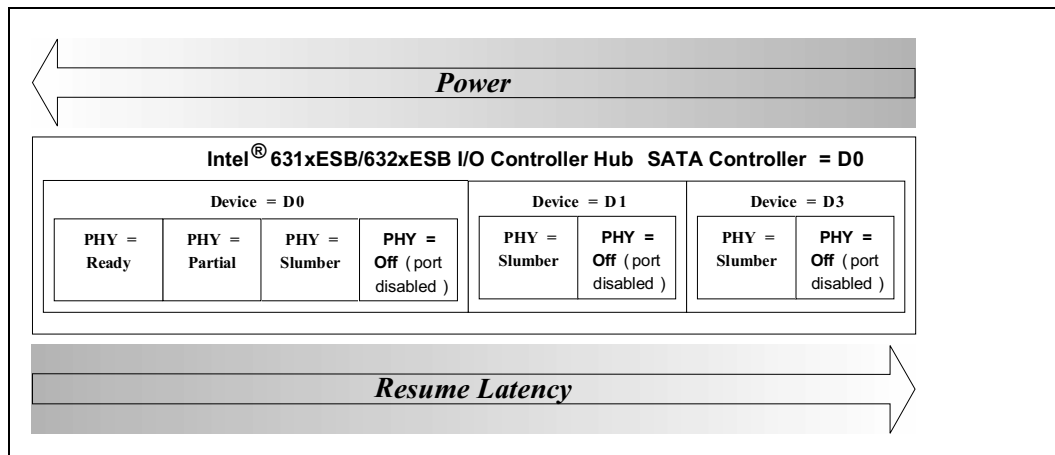 Power
Intel® 631xESB/632xESB I/O Controller Hub SATA Controller = D0
Device = D0
PHY =
Ready
PHY =
Partial
PHY =
Slumber
PHY =
Off ( port
disabled )
Device = D1
PHY =
Slumber
PHY =
Off ( port
disabled )
Device = D3
PHY =
Slumber
PHY =
Off ( port
disabled )
Resume Latency